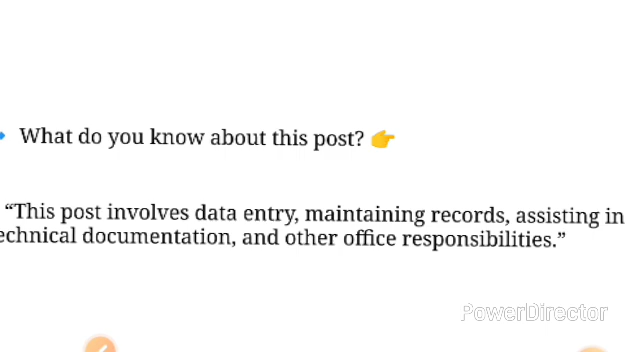 What do you know about this post? 👉
“This post involves data entry, maintaining records, assisting in
echnical documentation, and other office responsibilities.”
PowerDirector